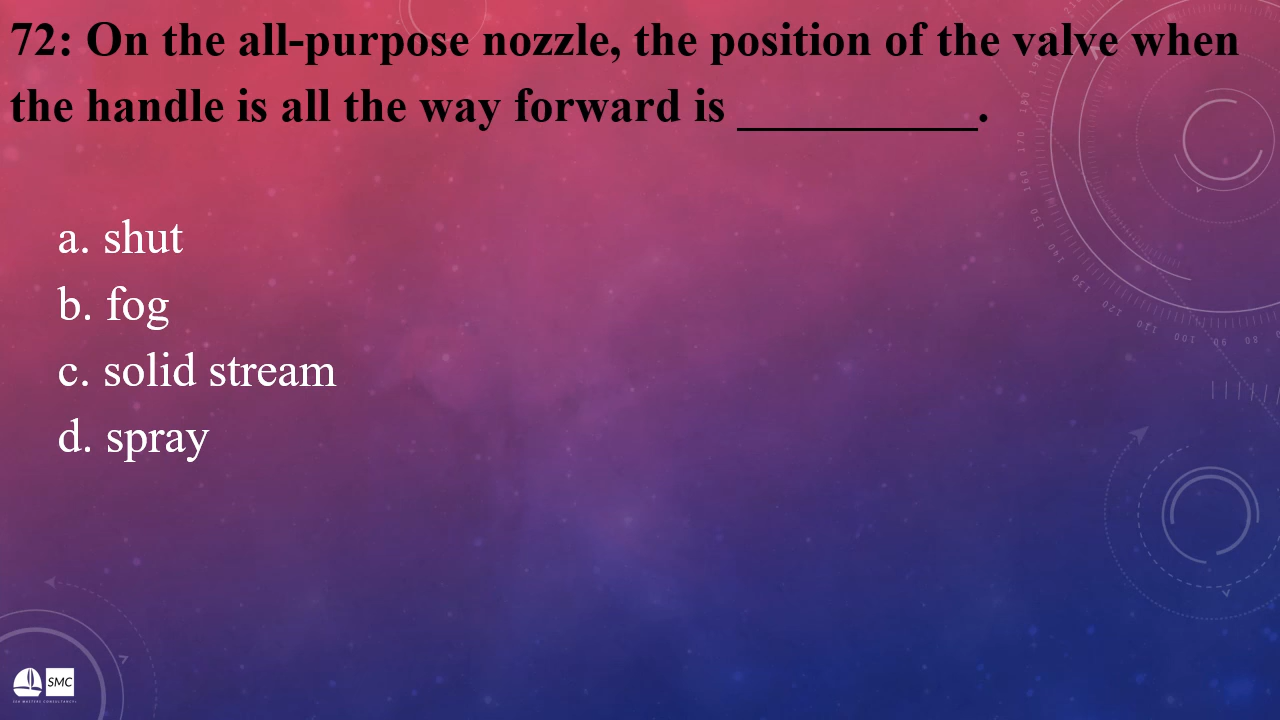 72: On the all-purpose nozzle, the position of the valve when
the handle is all the way forward is __________.
a. shut
b. fog
c. solid stream
d. spray
SMC